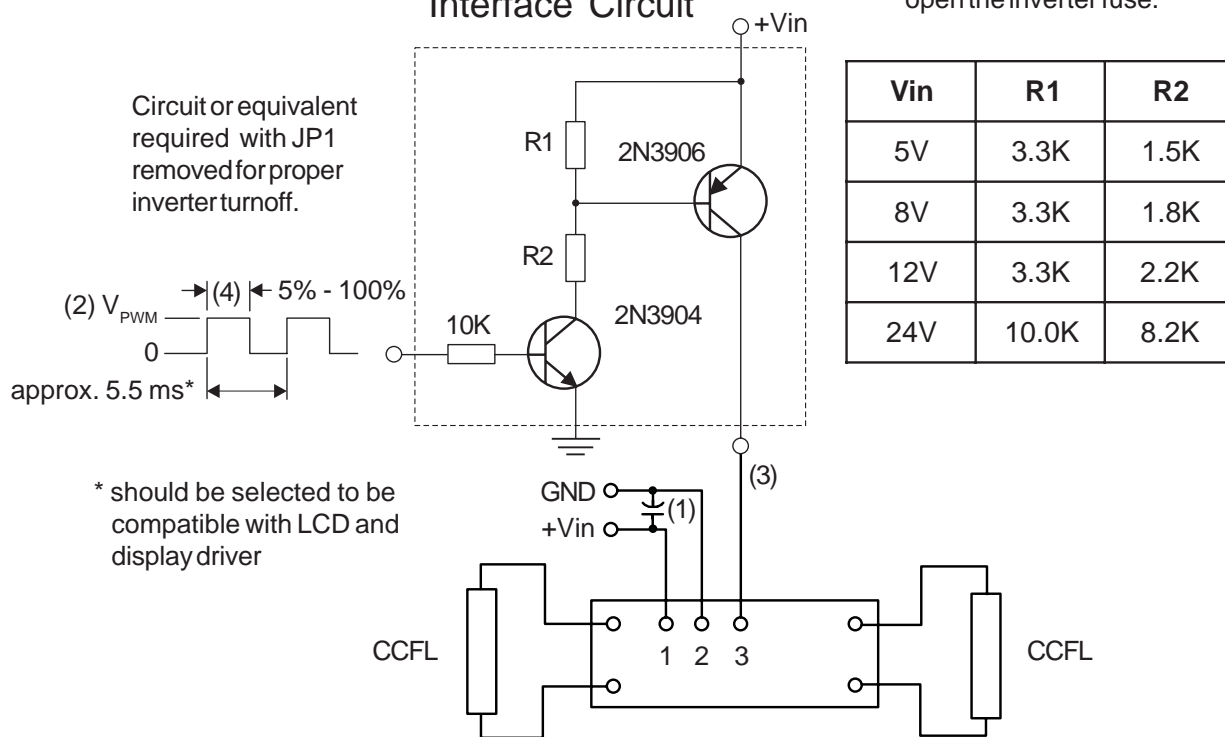 Interface Circuit
open the inverter fuse.
+Vin
Circuit or equivalent
required with JP1
removed for proper
inverter turnoff.
R1
2N3906
R2
2N3904
10K
(2) VPWM
(4)
5% - 100%
0
approx. 5.5 ms*
Vin R1 R2
5V 3.3K 1.5K
8V 3.3K 1.8K
12V 3.3K 2.2K
24V 10.0K 8.2K
* should be selected to be
compatible with LCD and
display driver
(3)
GND
(1)
+Vin
CCFL
1 2 3
CCFL